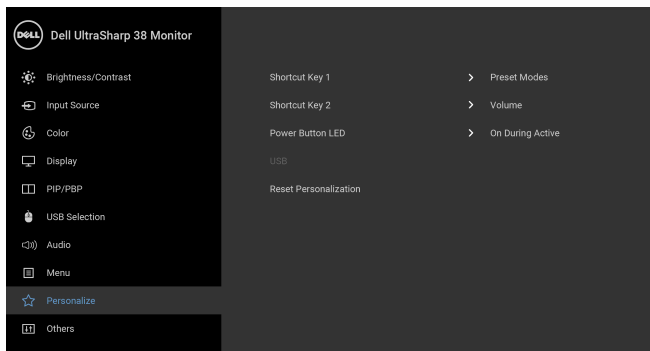 DELL Dell UltraSharp 38 Monitor
Brightness/Contrast
Input Source
Color
Display
PIP/PBP
USB Selection
Audio
Menu
Personalize
Others
Shortcut Key 1 Preset Modes
Shortcut Key 2 Volume
Power Button LED On During Active
USB
Reset Personalization